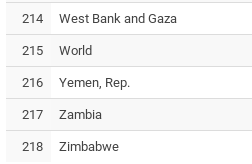 214 West Bank and Gaza
215 World
216 Yemen, Rep.
217 Zambia
218 Zimbabwe